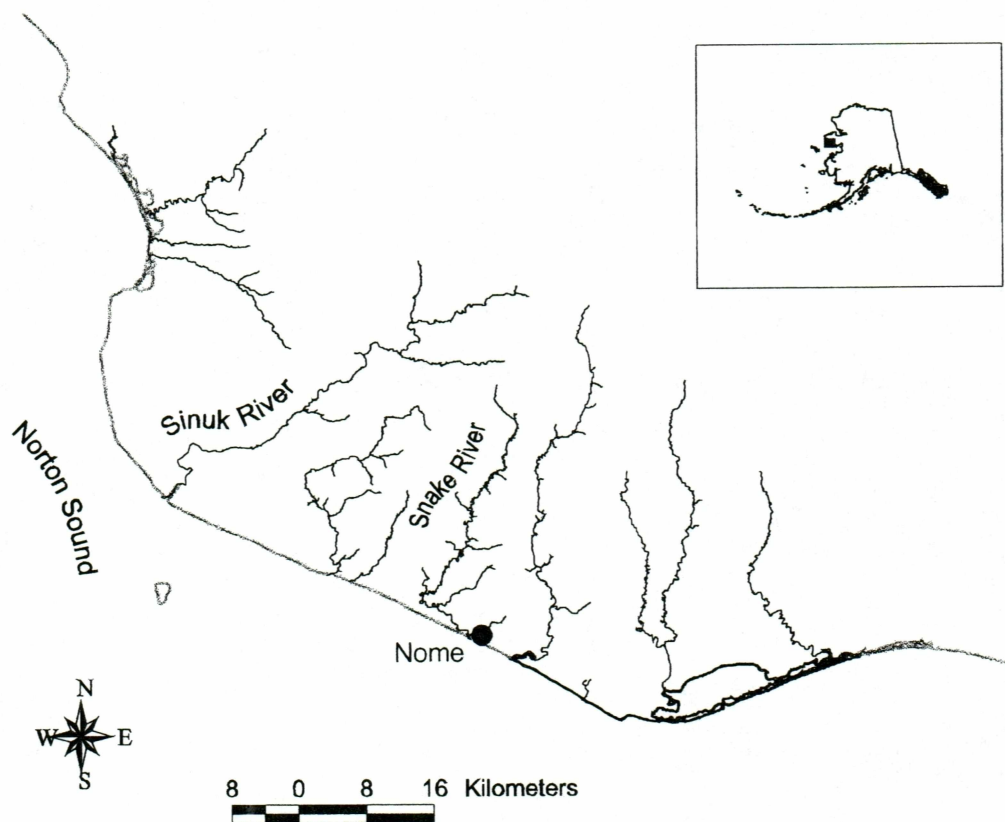 Sinuk River
Snake River
Norton Sound
Nome
N
W E
S
8 0 8 16 Kilometers